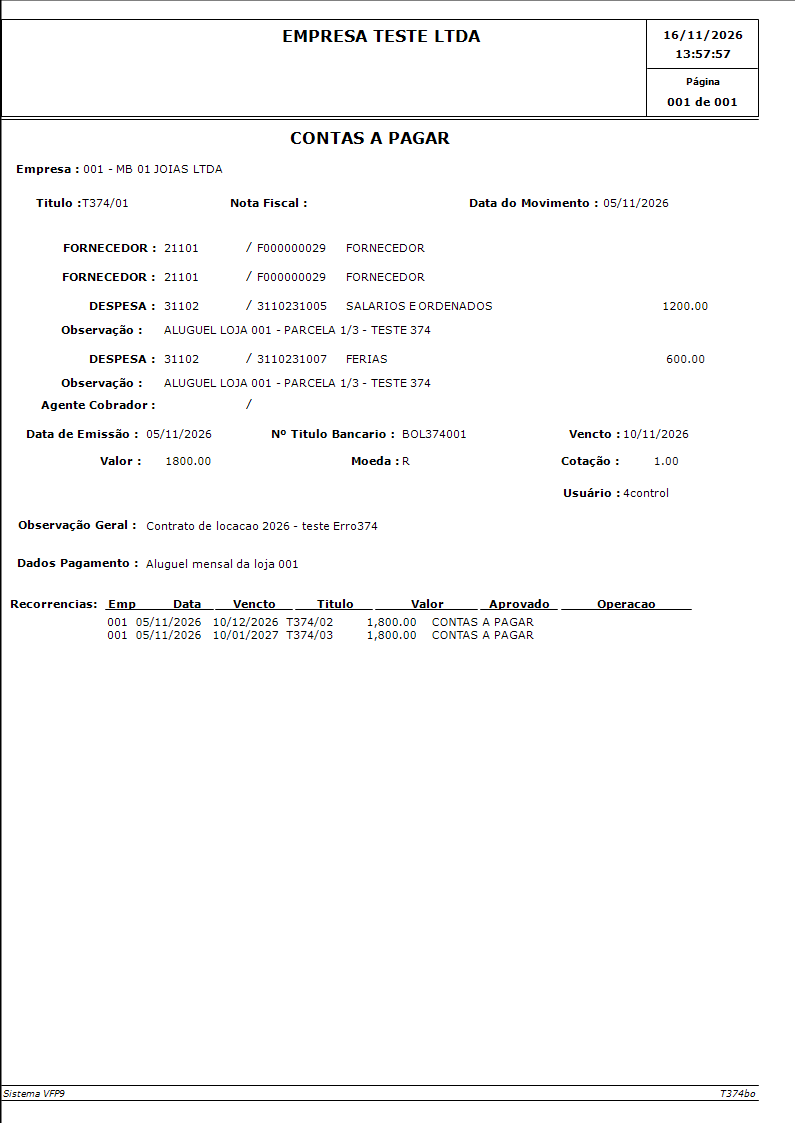 EMPRESA TESTE LTDA
16/11/2026
13:57:57
Página
001 de 001
CONTAS A PAGAR
Empresa : 001 - MB 01 JOIAS LTDA
Titulo :T374/01 Nota Fiscal : Data do Movimento : 05/11/2026
FORNECEDOR : 21101 / F000000029 FORNECEDOR
FORNECEDOR : 21101 / F000000029 FORNECEDOR
DESPESA : 31102 / 3110231005 SALARIOS E ORDENADOS 1200.00
Observação : ALUGUEL LOJA 001 - PARCELA 1/3 - TESTE 374
DESPESA : 31102 / 3110231007 FERIAS 600.00
Observação : ALUGUEL LOJA 001 - PARCELA 1/3 - TESTE 374
Agente Cobrador : /
Data de Emissão : 05/11/2026 Nº Titulo Bancario : BOL374001 Vencto : 10/11/2026
Valor : 1800.00 Moeda : R Cotação : 1.00
Usuário : 4control
Observação Geral : Contrato de locacao 2026 - teste Erro374
Dados Pagamento : Aluguel mensal da loja 001
Recorrencias: Emp Data Vencto Titulo Valor Aprovado Operacao
001 05/11/2026 10/12/2026 T374/02 1,800.00 CONTAS A PAGAR
001 05/11/2026 10/01/2027 T374/03 1,800.00 CONTAS A PAGAR
Sistema VFP9 T374bo